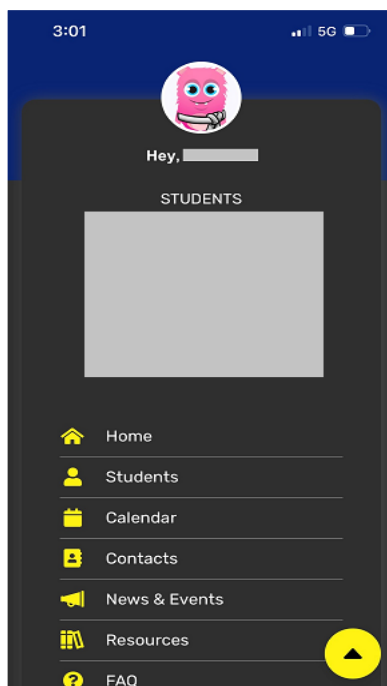 3:01 5G
Hey,
STUDENTS
Home
Students
Calendar
Contacts
News & Events
Resources
FAQ